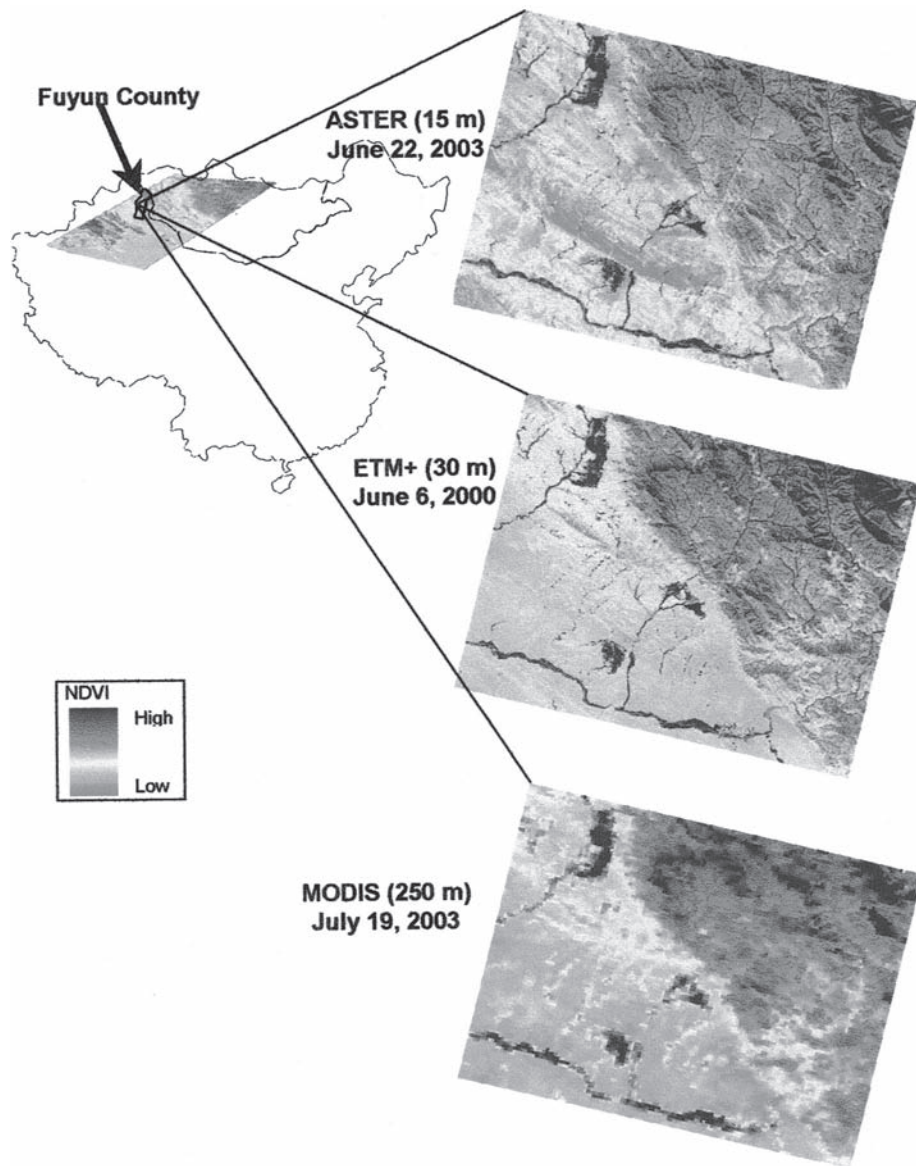 Fuyun County
ASTER (15 m)
June 22, 2003
ETM+ (30 m)
June 6, 2000
NDVI
High
Low
MODIS (250 m)
July 19, 2003